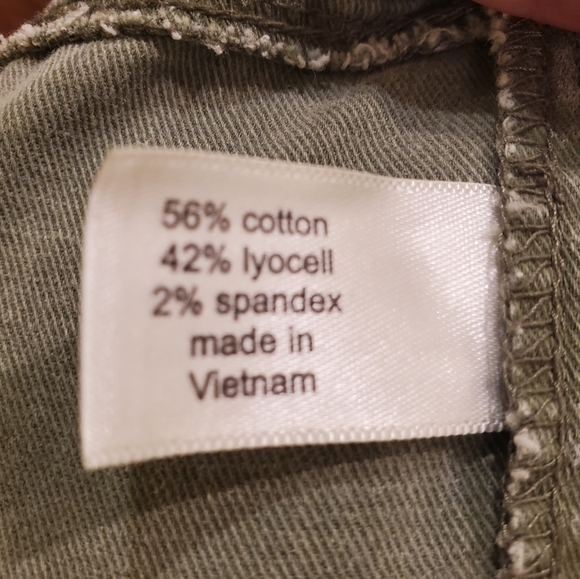 56% cotton
42% lyocell
2% spandex
made in
Vietnam